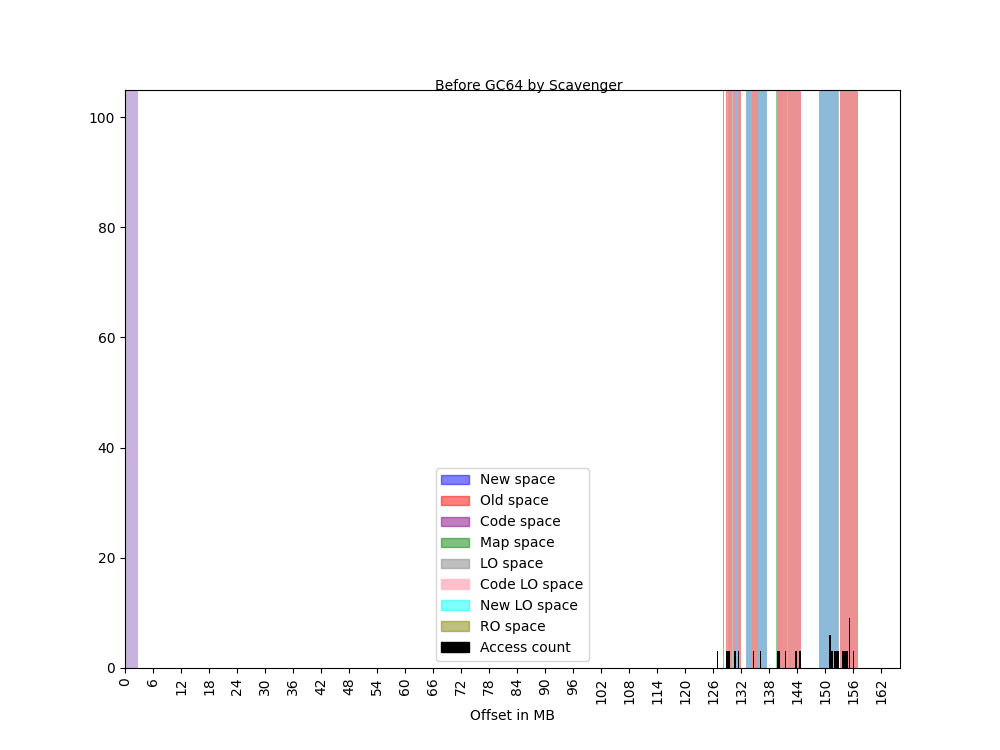 Before GC64 by Scavenger
100
80
60
40
20
0
New space
Old space
Code space
Map space
LO space
Code LO space
New LO space
RO space
Access count
0 6 12 18 24 30 36 42 48 54 60 66 72 78 84 90 96 102 108 114 120 126 132 138 144 150 156 162
Offset in MB